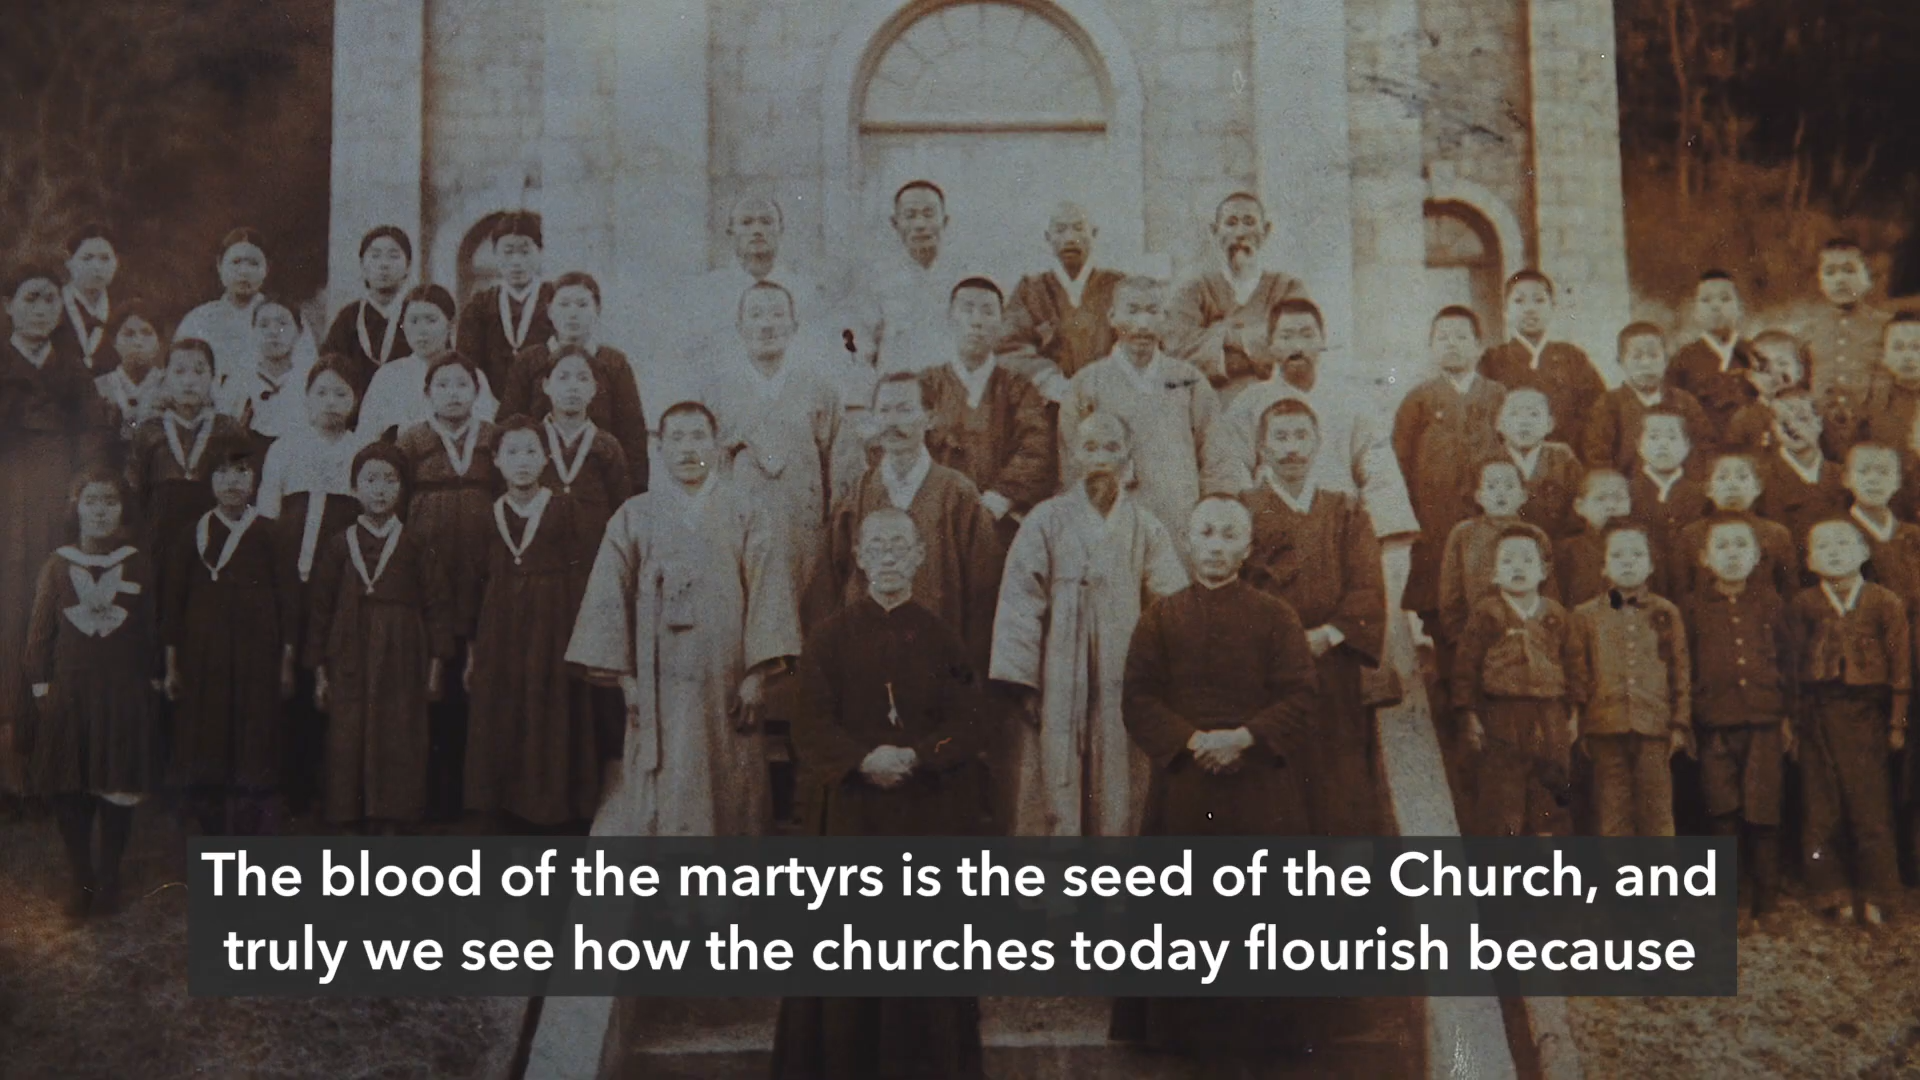 The blood of the martyrs is the seed of the Church, and
truly we see how the churches today flourish because